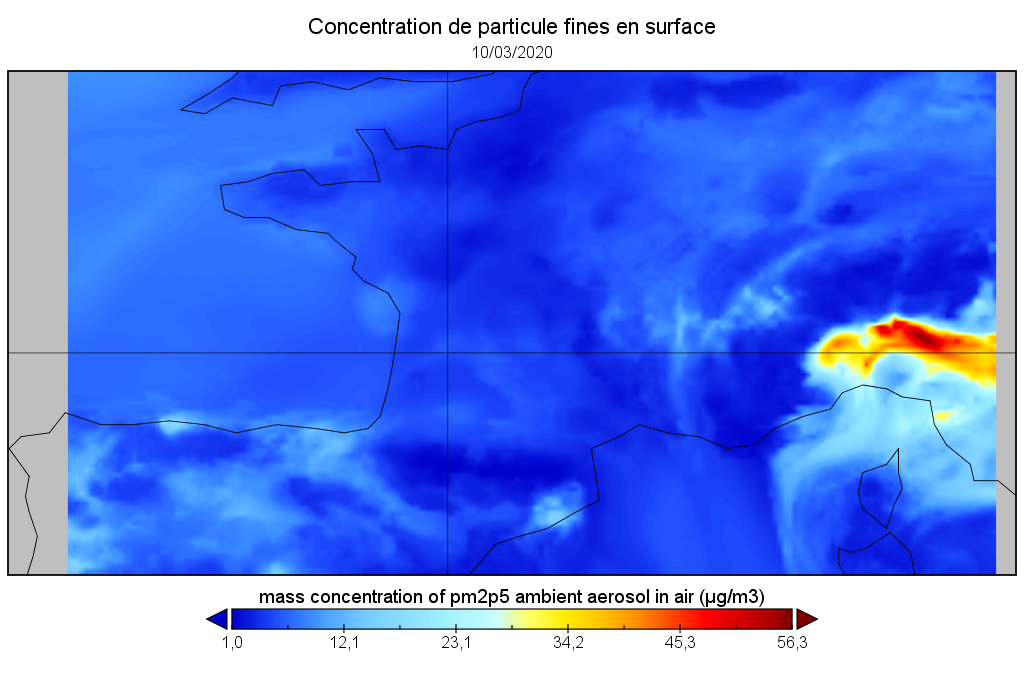 Concentration de particule fines en surface
10/03/2020
mass concentration of pm2p5 ambient aerosol in air (µg/m3)
1,0 12,1 23,1 34,2 45,3 56,3